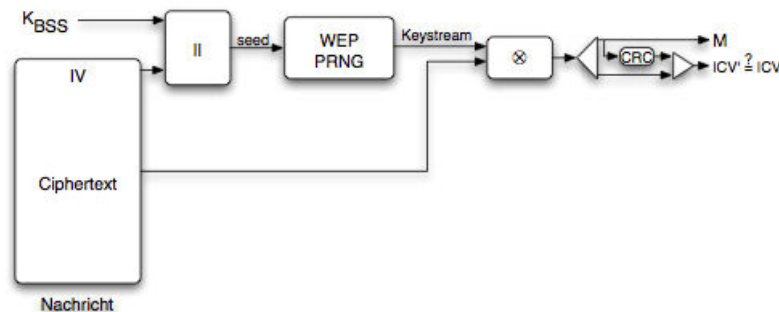 K_BSS
IV
Ciphertext
Nachricht
II
seed
WEP
PRNG
Keystream
⊗
CRC
M
ICV' ≟ ICV